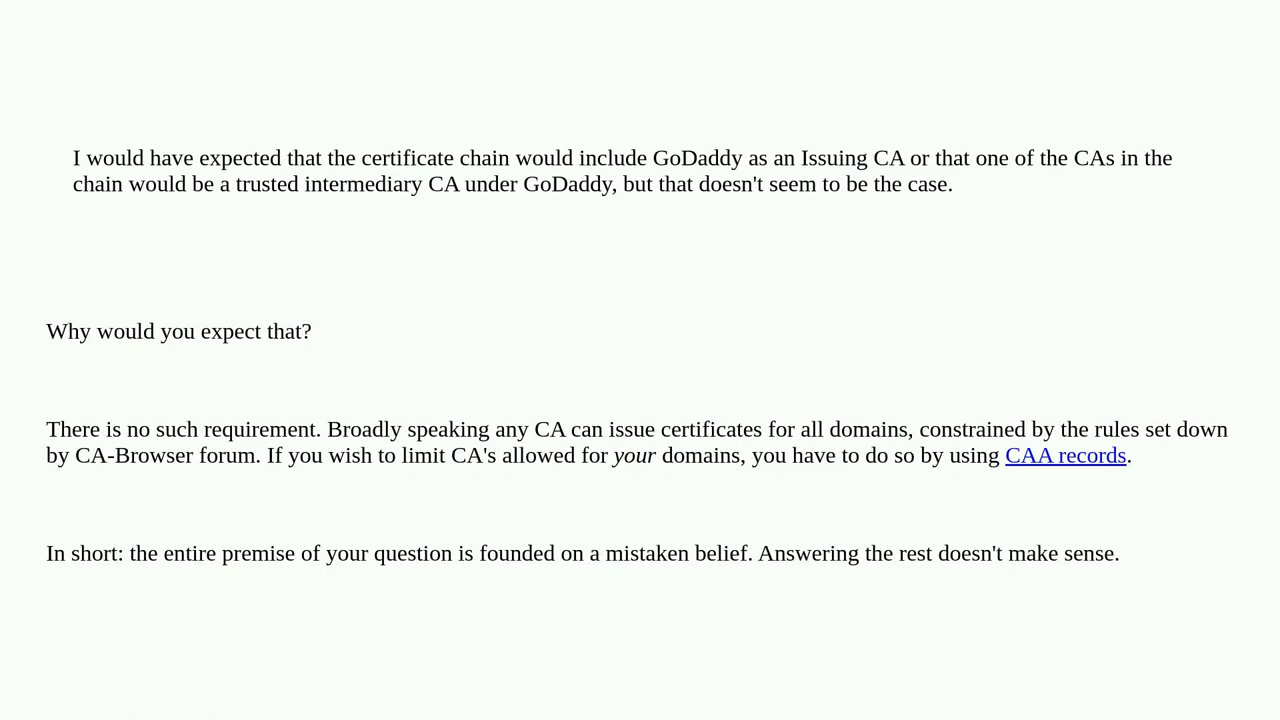 I would have expected that the certificate chain would include GoDaddy as an Issuing CA or that one of the CAs in the
chain would be a trusted intermediary CA under GoDaddy, but that doesn't seem to be the case.
Why would you expect that?
There is no such requirement. Broadly speaking any CA can issue certificates for all domains, constrained by the rules set down
by CA-Browser forum. If you wish to limit CA's allowed for your domains, you have to do so by using CAA records.
In short: the entire premise of your question is founded on a mistaken belief. Answering the rest doesn't make sense.